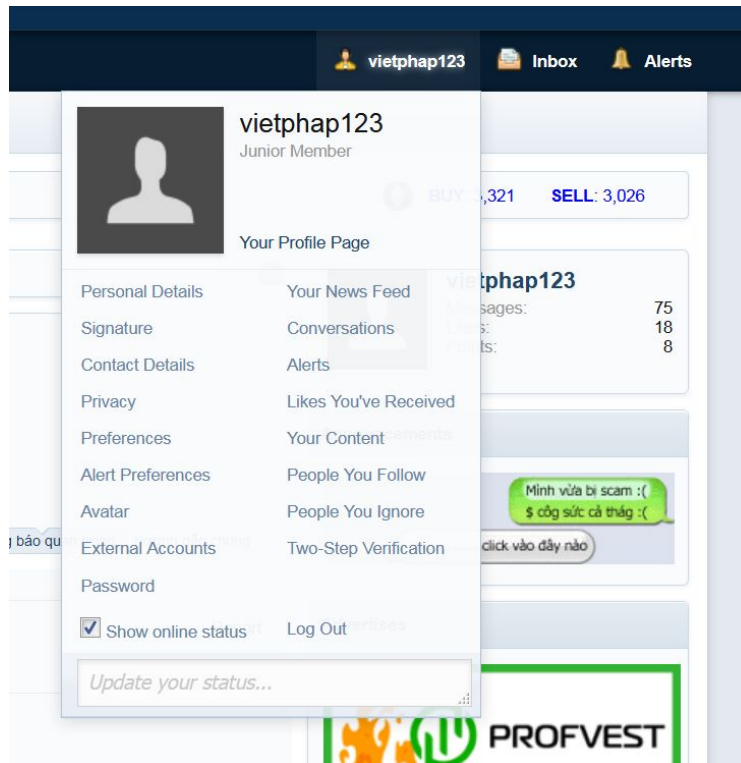 vietphap123 Inbox Alerts
vietphap123
Junior Member
Your Profile Page
BUY: 3,321 SELL: 3,026
vietphap123
75
18
8
Personal Details Your News Feed
Signature Conversations
Contact Details Alerts
Privacy Likes You've Received
Preferences Your Content
Alert Preferences People You Follow
Avatar People You Ignore
External Accounts Two-Step Verification
Password
Show online status Log Out
Update your status...
Mình vừa bị scam :(
$ côg sức cả thág :(
click vào đây nào
PROFVEST